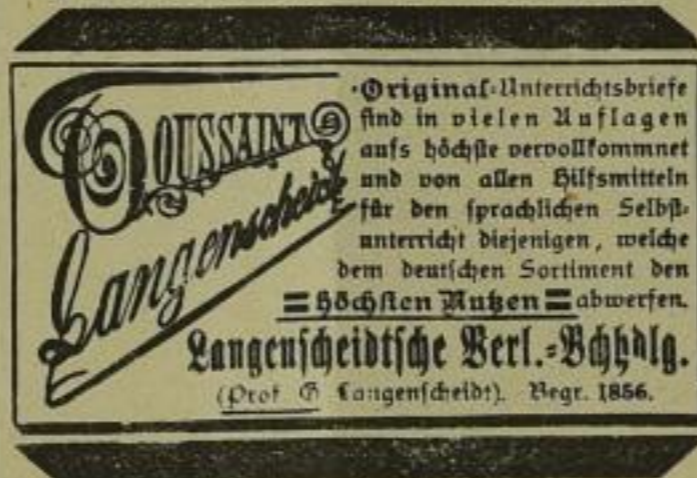 TOUSSAINT
Langenscheidt
Original-Unterrichtsbriefe
sind in vielen Auflagen
aufs höchste vervollkommnet
und von allen Hilfsmitteln
für den sprachlichen Selbst-
unterricht diejenigen, welche
dem deutschen Sortiment den
= höchsten Nutzen = abwerfen.
Langenscheidtsche Verl.-Bchhdlg.
(Prof G Langenscheidt). Begr. 1856.